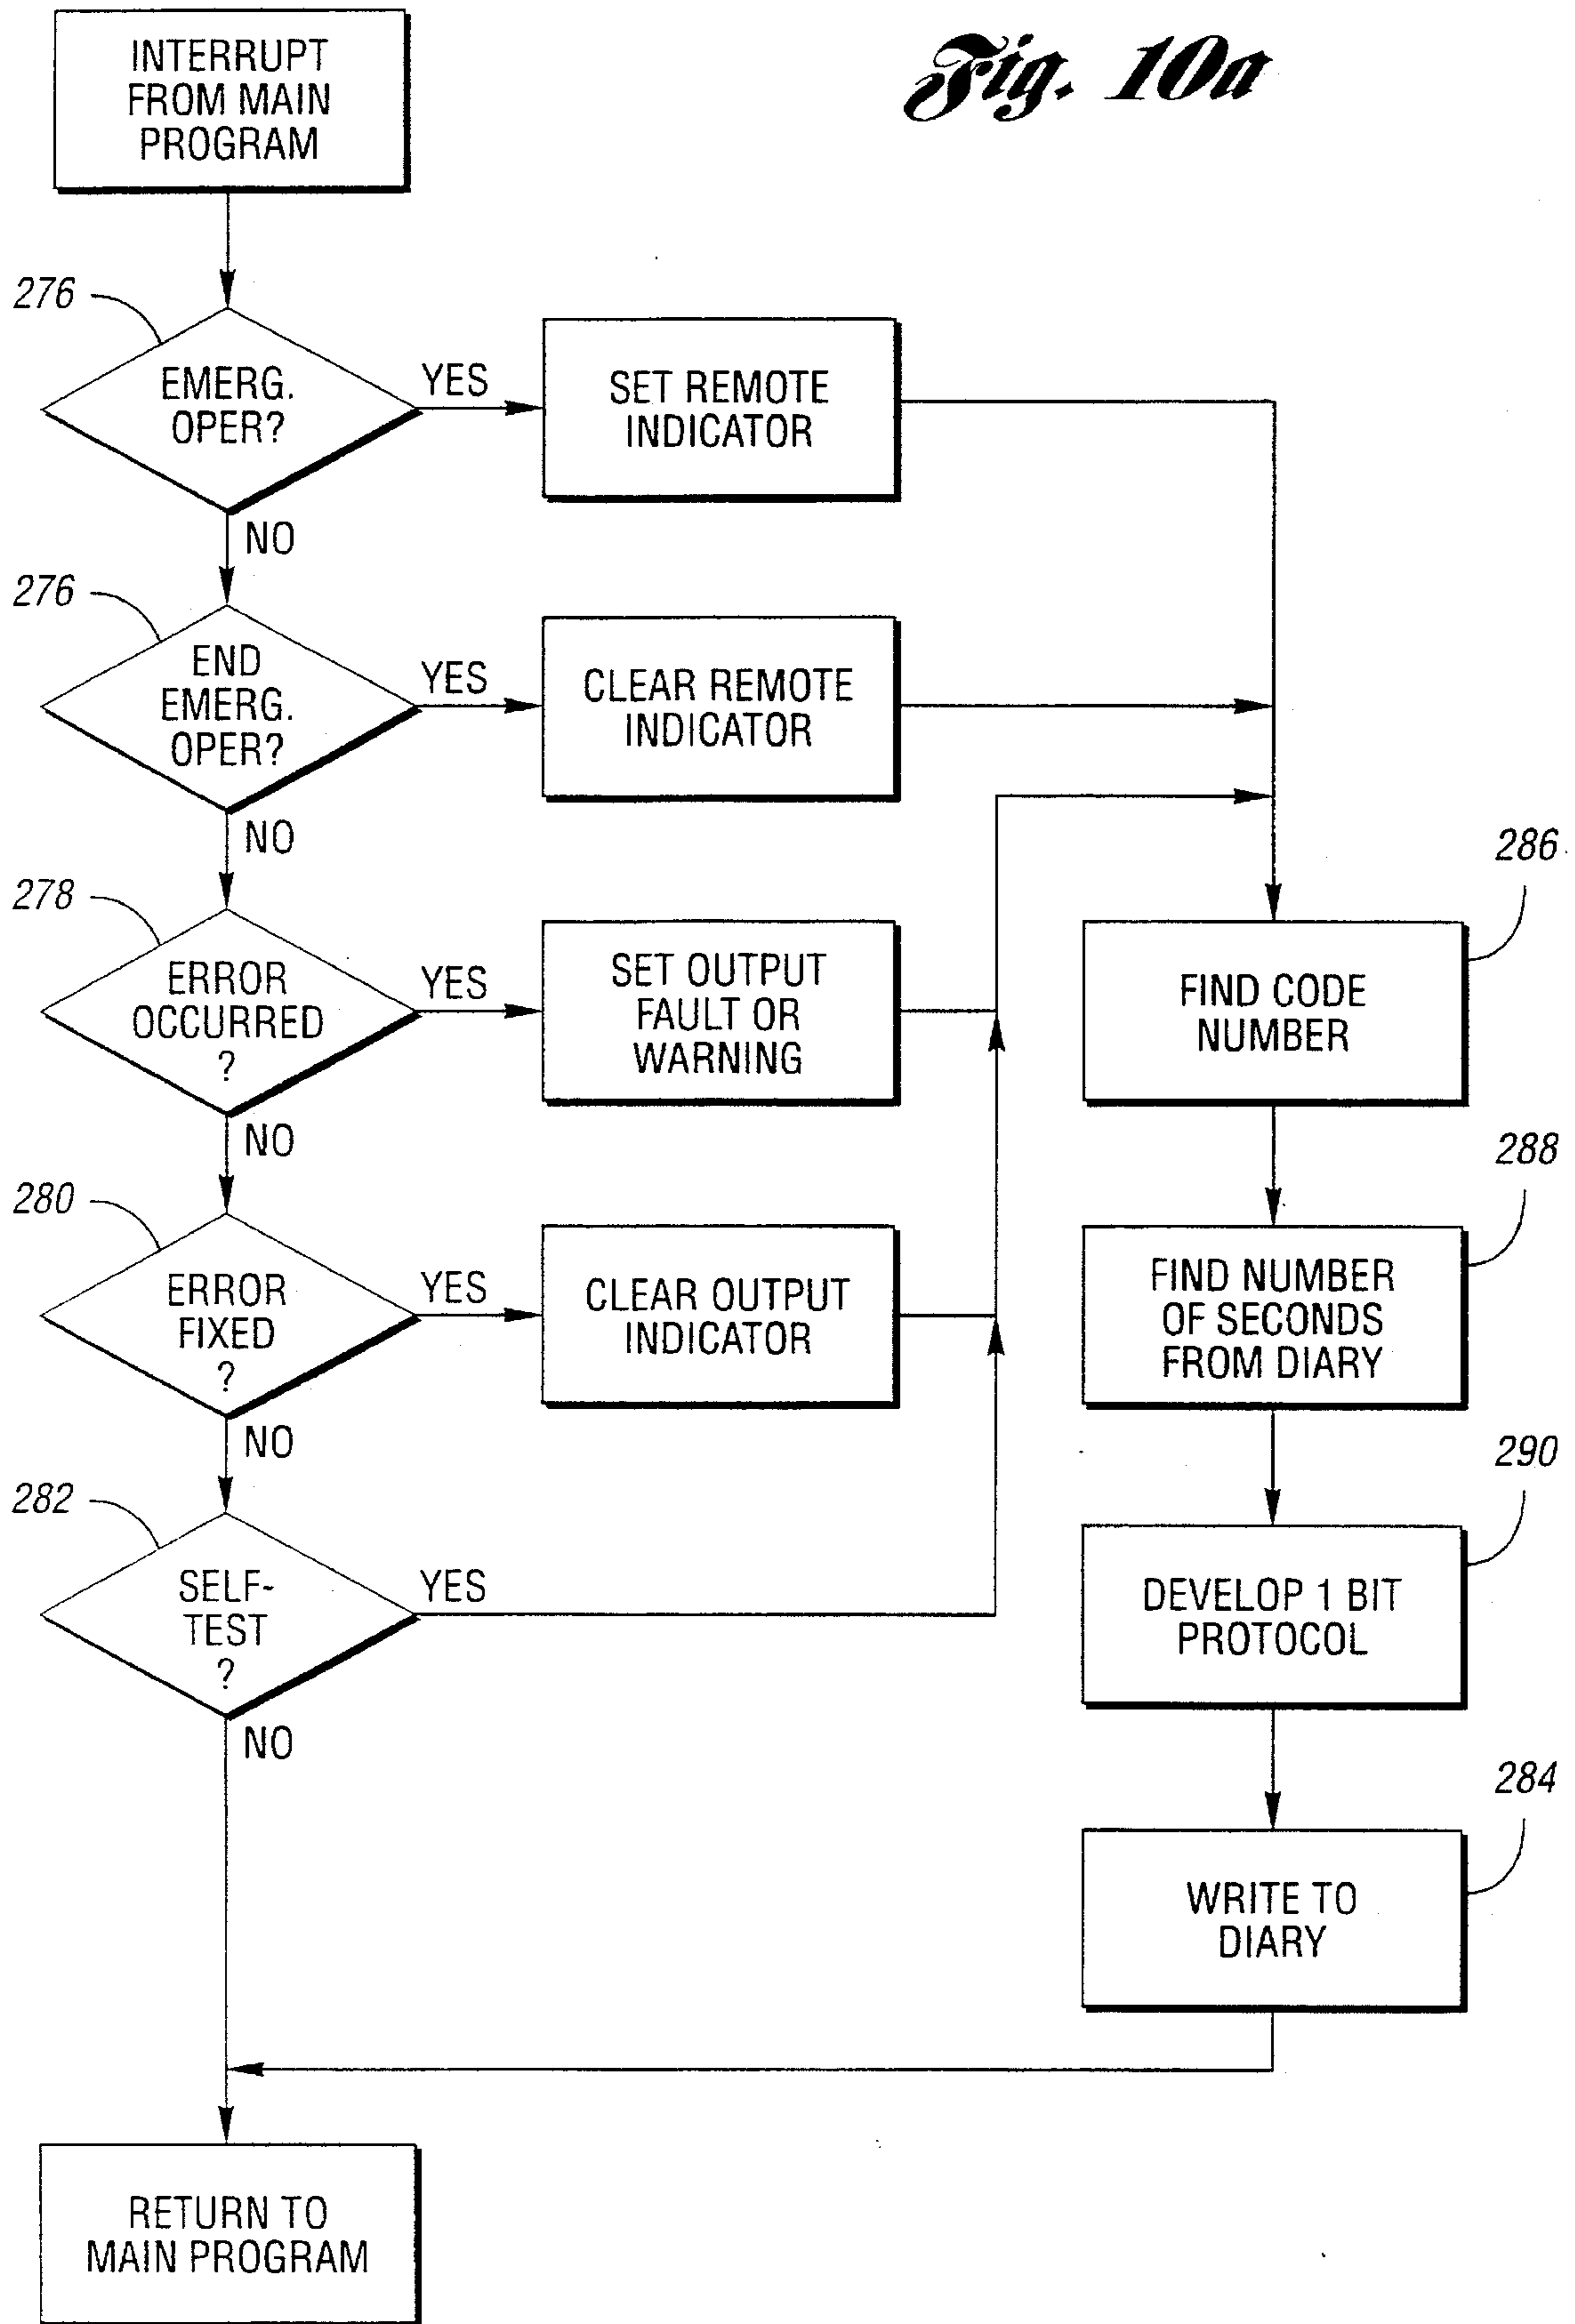 Fig. 10a
INTERRUPT
FROM MAIN
PROGRAM
276
EMERG.
OPER?
YES
SET REMOTE
INDICATOR
NO
276
END
EMERG.
OPER?
YES
CLEAR REMOTE
INDICATOR
NO
278
ERROR
OCCURRED
?
YES
SET OUTPUT
FAULT OR
WARNING
NO
280
ERROR
FIXED
?
YES
CLEAR OUTPUT
INDICATOR
NO
282
SELF-
TEST
?
YES
NO
286
FIND CODE
NUMBER
288
FIND NUMBER
OF SECONDS
FROM DIARY
290
DEVELOP 1 BIT
PROTOCOL
284
WRITE TO
DIARY
RETURN TO
MAIN PROGRAM